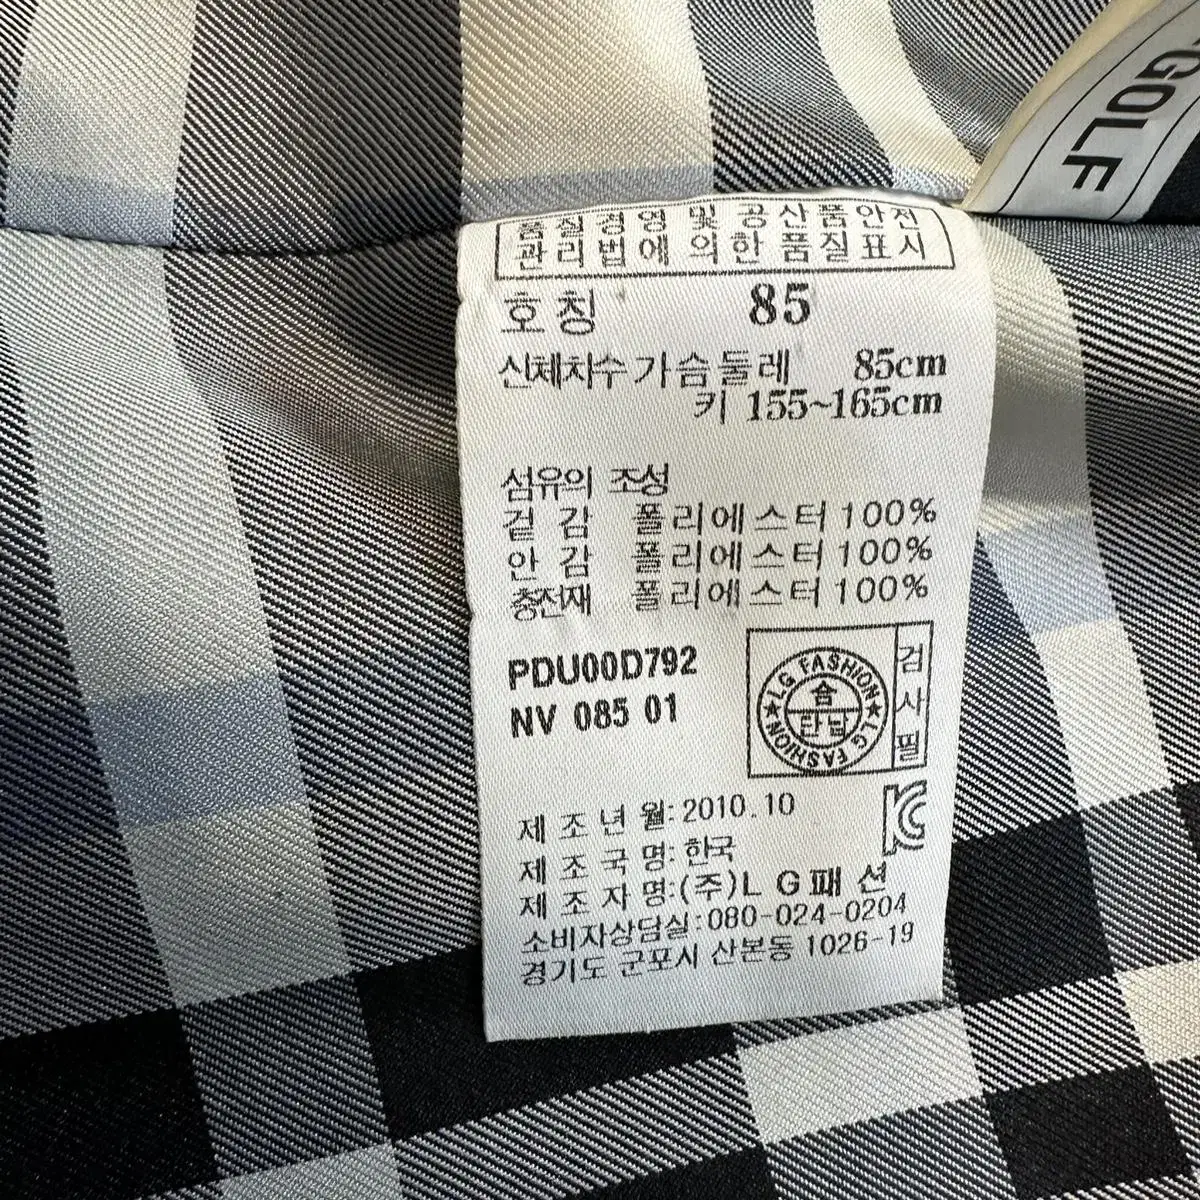 GOLF
품질경영 및 공산품안전
관리법에 의한 품질표시
호칭 85
신체치수 가슴둘레 85cm
키 155~165cm
섬유의 조성
겉 감 폴리에스터 100%
안 감 폴리에스터 100%
충전재 폴리에스터 100%
PDU00D792
NV 085 01
★LG FASHION★LG FASHION
합
단납
검사필
제 조 년 월: 2010.10
제 조 국 명: 한국
제 조 자 명:(주)L G패 션
소비자상담실:080-024-0204
경기도 군포시 산본동 1026-19